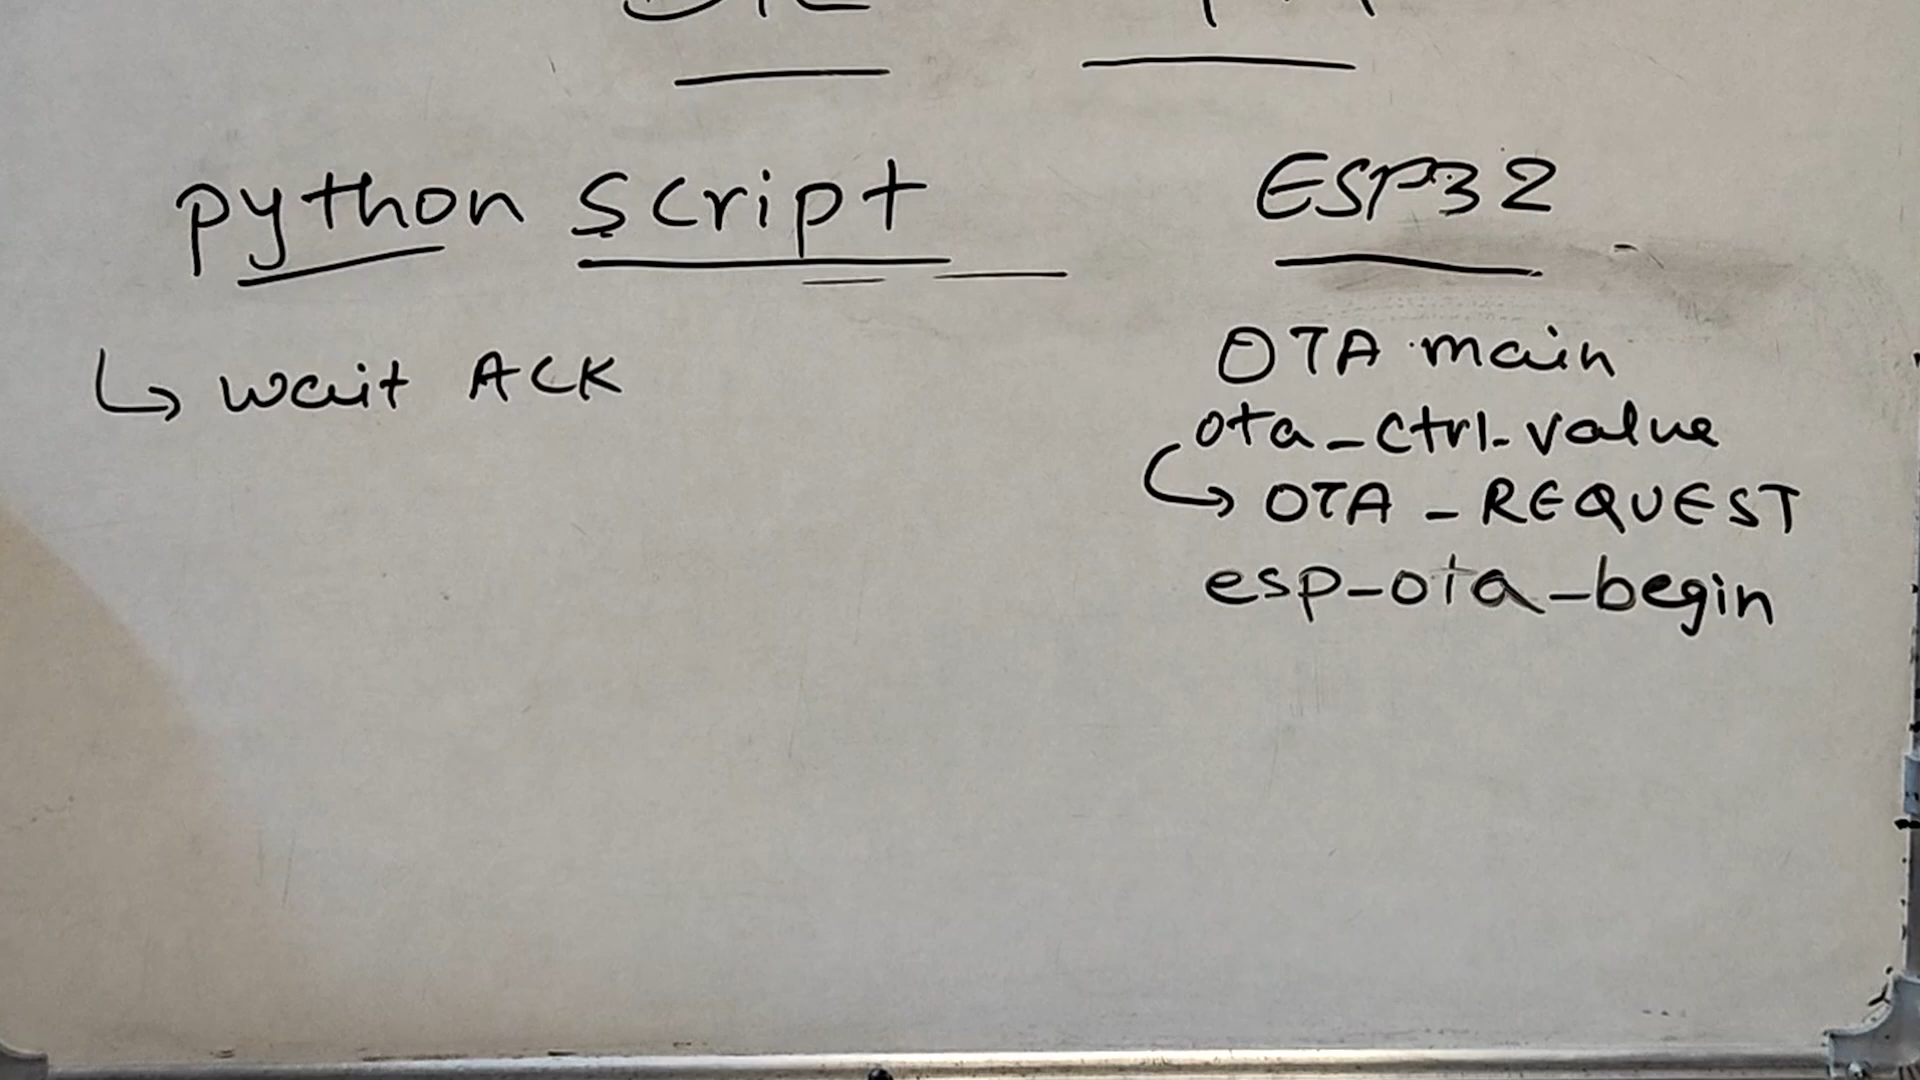 python script
ESP32
↳ wait ACK
OTA main
ota_ctrl_value
↳ OTA_REQUEST
esp_ota_begin